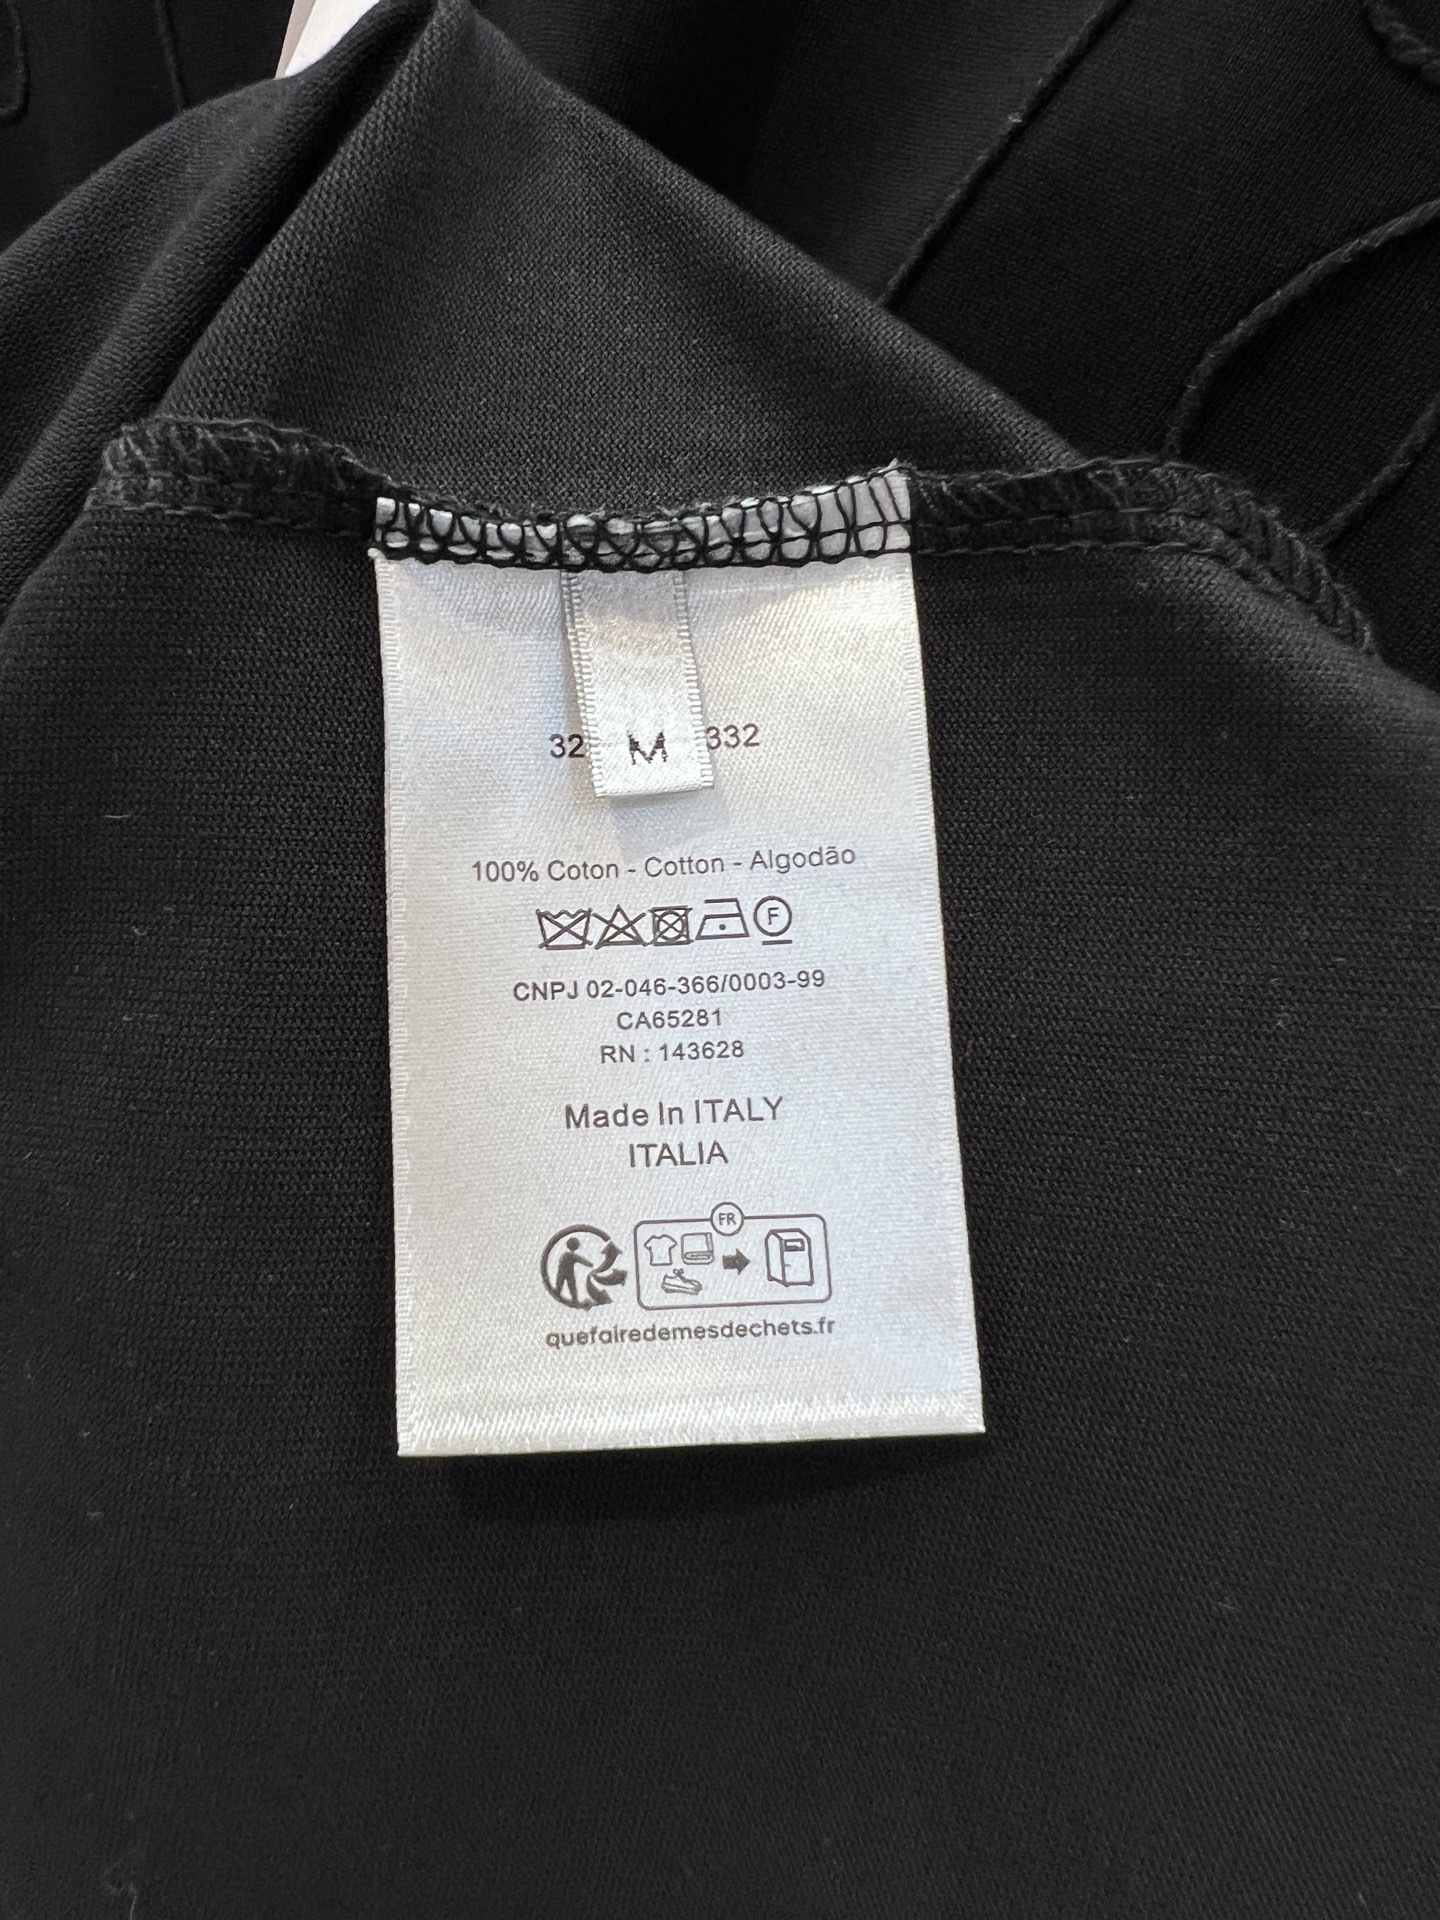 32 M 332
100% Coton - Cotton - Algodão
F
CNPJ 02-046-366/0003-99
CA65281
RN : 143628
Made In ITALY
ITALIA
FR
quefairedemesdechets.fr